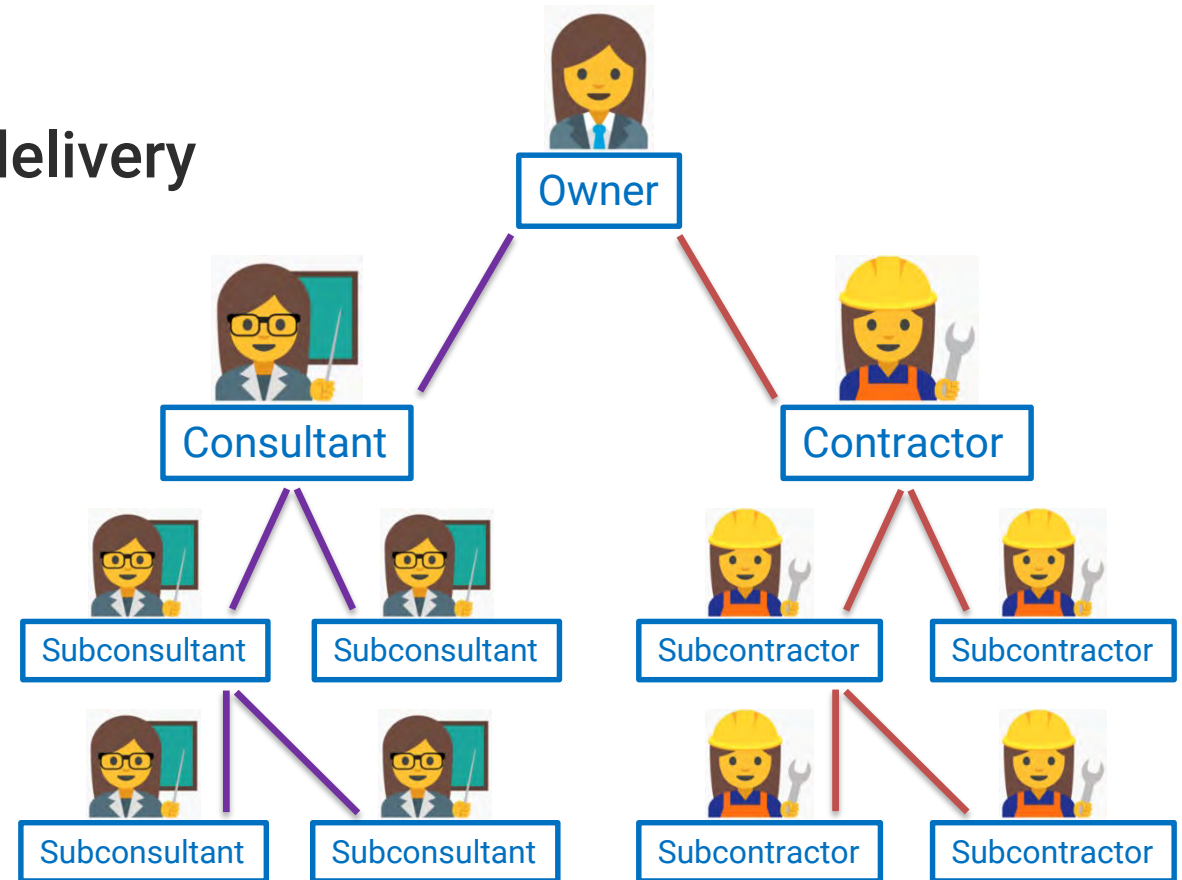 delivery
Owner
Consultant
Contractor
Subconsultant
Subconsultant
Subcontractor
Subcontractor
Subconsultant
Subconsultant
Subcontractor
Subcontractor